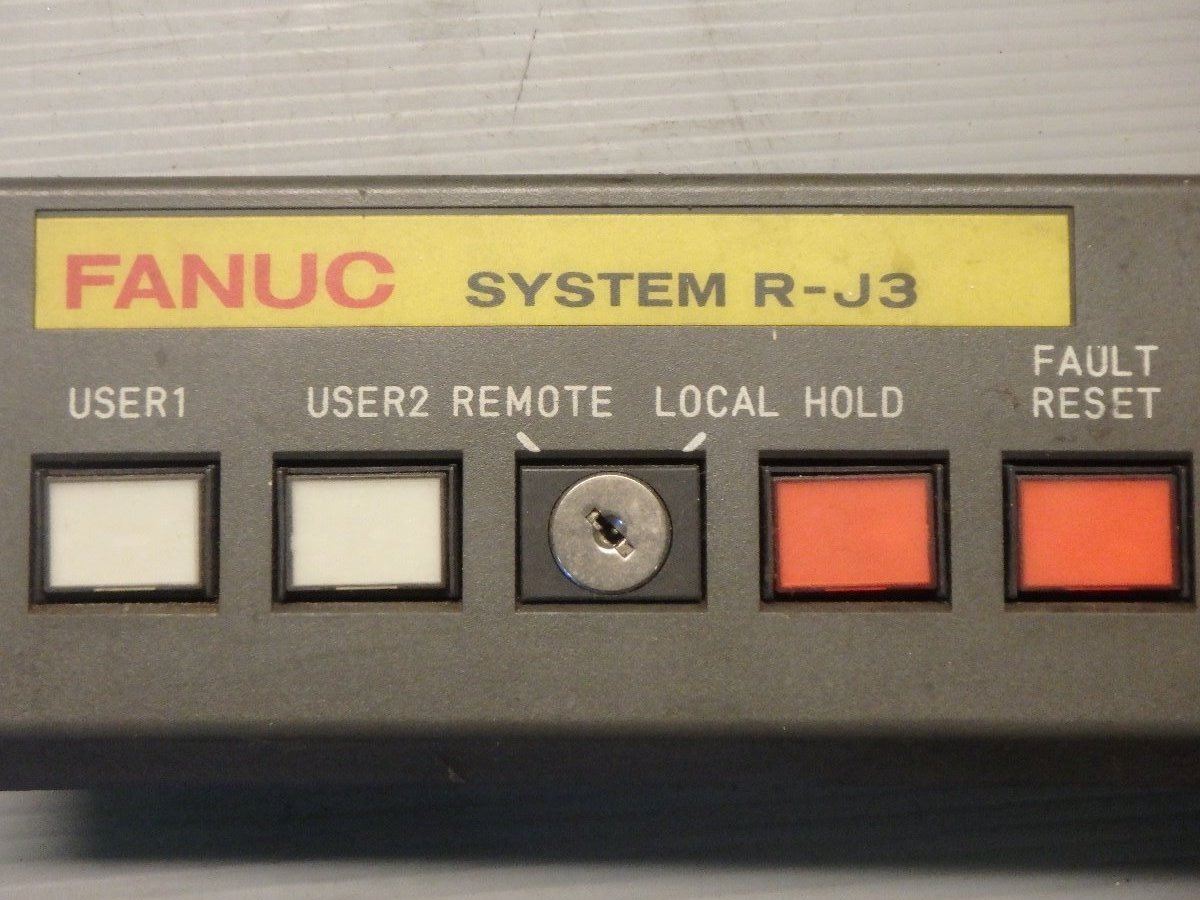 FANUC SYSTEM R-J3
USER1 USER2 REMOTE LOCAL HOLD FAULT RESET